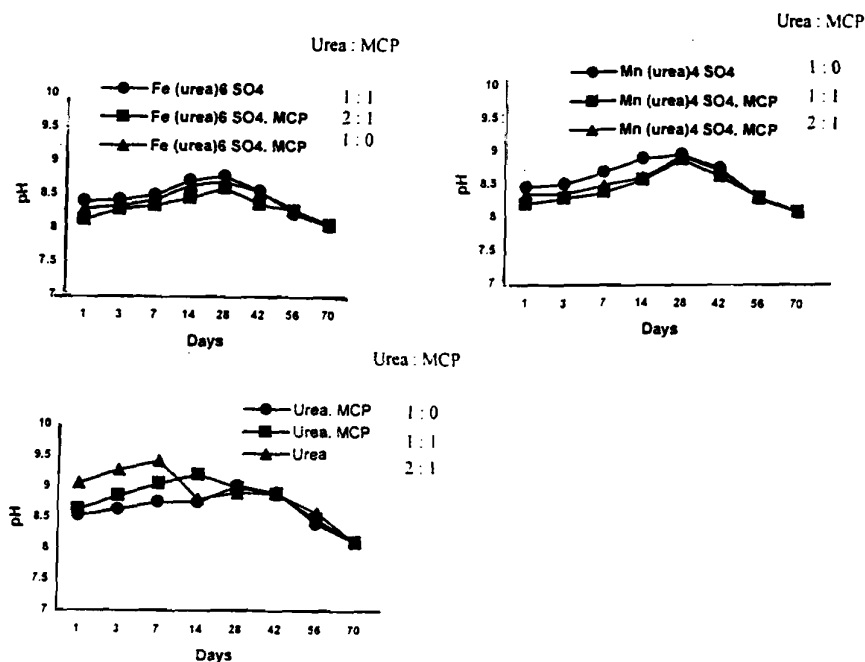 Urea : MCP
Fe (urea)6 SO4 1 : 1
Fe (urea)6 SO4. MCP 2 : 1
Fe (urea)6 SO4. MCP 1 : 0
10
9.5
9
8.5
8
7.5
7
pH
1 3 7 14 28 42 56 70
Days
Urea : MCP
Mn (urea)4 SO4 1 : 0
Mn (urea)4 SO4. MCP 1 : 1
Mn (urea)4 SO4. MCP 2 : 1
10
9.5
9
8.5
8
7.5
7
pH
1 3 7 14 28 42 56 70
Days
Urea : MCP
Urea. MCP 1 : 0
Urea. MCP 1 : 1
Urea 2 : 1
10
9.5
9
8.5
8
7.5
7
pH
1 3 7 14 28 42 56 70
Days